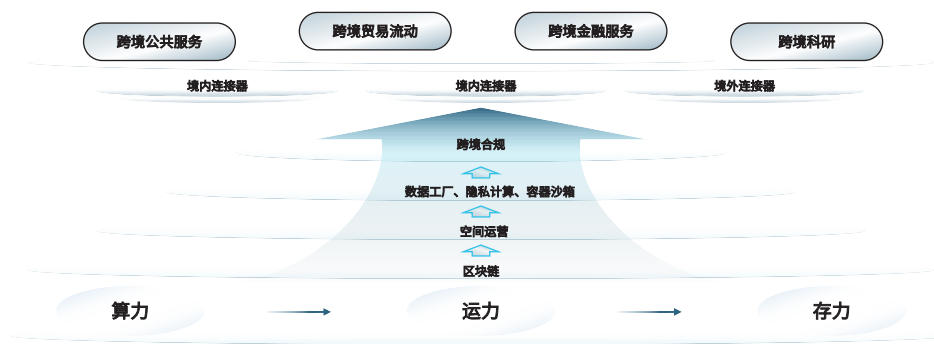 跨境公共服务
跨境贸易流动
跨境金融服务
跨境科研
境内连接器
境内连接器
境外连接器
跨境合规
数据工厂、隐私计算、容器沙箱
空间运营
区块链
算力
运力
存力